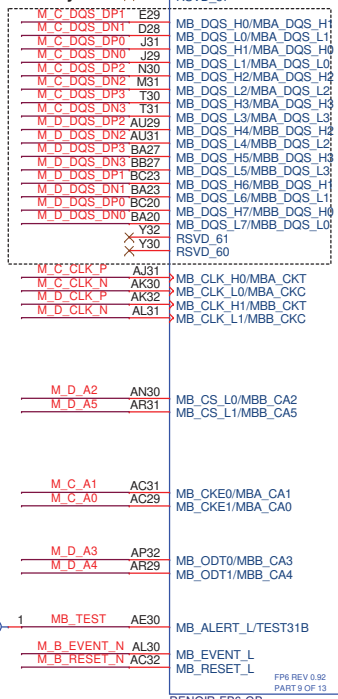 M_C_DQS_DP1 E29 MB_DQS_H0/MBA_DQS_H1
M_C_DQS_DN1 D28 MB_DQS_L0/MBA_DQS_L1
M_C_DQS_DP0 J31 MB_DQS_H1/MBA_DQS_H0
M_C_DQS_DN0 J29 MB_DQS_L1/MBA_DQS_L0
M_C_DQS_DP2 N30 MB_DQS_H2/MBA_DQS_H2
M_C_DQS_DN2 M31 MB_DQS_L2/MBA_DQS_L2
M_C_DQS_DP3 T30 MB_DQS_H3/MBA_DQS_H3
M_C_DQS_DN3 T31 MB_DQS_L3/MBA_DQS_L3
M_D_DQS_DP2 AU29 MB_DQS_H4/MBB_DQS_H2
M_D_DQS_DN2 AU31 MB_DQS_L4/MBB_DQS_L2
M_D_DQS_DP3 BA27 MB_DQS_H5/MBB_DQS_H3
M_D_DQS_DN3 BB27 MB_DQS_L5/MBB_DQS_L3
M_D_DQS_DP1 BC23 MB_DQS_H6/MBB_DQS_H1
M_D_DQS_DN1 BA23 MB_DQS_L6/MBB_DQS_L1
M_D_DQS_DP0 BC20 MB_DQS_H7/MBB_DQS_H0
M_D_DQS_DN0 BA20 MB_DQS_L7/MBB_DQS_L0
Y32 RSVD_61
Y30 RSVD_60
M_C_CLK_P AJ31 MB_CLK_H0/MBA_CKT
M_C_CLK_N AK30 MB_CLK_L0/MBA_CKC
M_D_CLK_P AK32 MB_CLK_H1/MBB_CKT
M_D_CLK_N AL31 MB_CLK_L1/MBB_CKC
M_D_A2 AN30 MB_CS_L0/MBB_CA2
M_D_A5 AR31 MB_CS_L1/MBB_CA5
M_C_A1 AC31 MB_CKE0/MBA_CA1
M_C_A0 AC29 MB_CKE1/MBA_CA0
M_D_A3 AP32 MB_ODT0/MBB_CA3
M_D_A4 AR29 MB_ODT1/MBB_CA4
1 MB_TEST AE30 MB_ALERT_L/TEST31B
M_B_EVENT_N AL30 MB_EVENT_L
M_B_RESET_N AC32 MB_RESET_L
FP6 REV 0.92
PART 9 OF 13